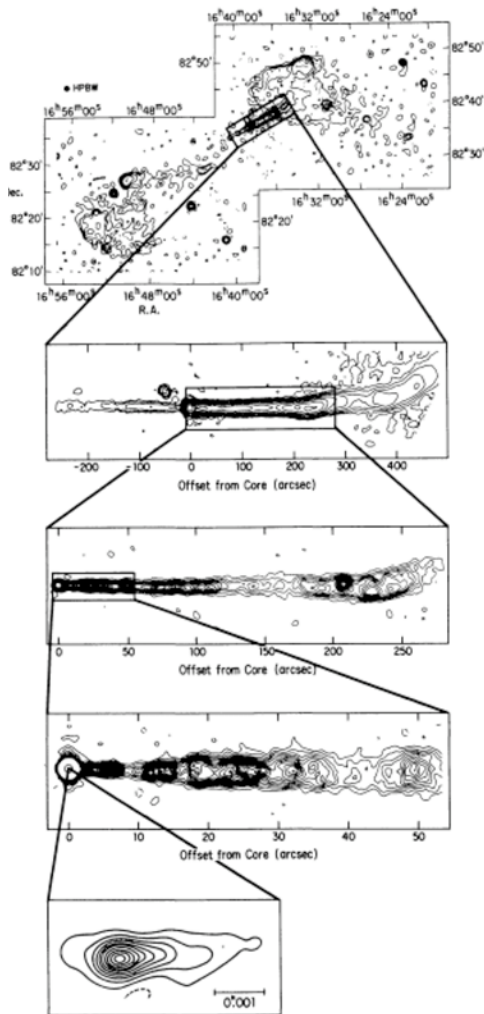 16ʰ40ᵐ00ˢ 16ʰ32ᵐ00ˢ 16ʰ24ᵐ00ˢ
82°50'
HPBW
16ʰ56ᵐ00ˢ 16ʰ48ᵐ00ˢ
82°40'
82°30' 82°30'
lec. 16ʰ32ᵐ00ˢ 16ʰ24ᵐ00ˢ
82°20' 82°20'
82°10'
16ʰ56ᵐ00ˢ 16ʰ48ᵐ00ˢ 16ʰ40ᵐ00ˢ
R.A.
-200 -100 0 100 200 300 400
Offset from Core (arcsec)
0 50 100 150 200 250
Offset from Core (arcsec)
0 10 20 30 40 50
Offset from Core (arcsec)
0".001